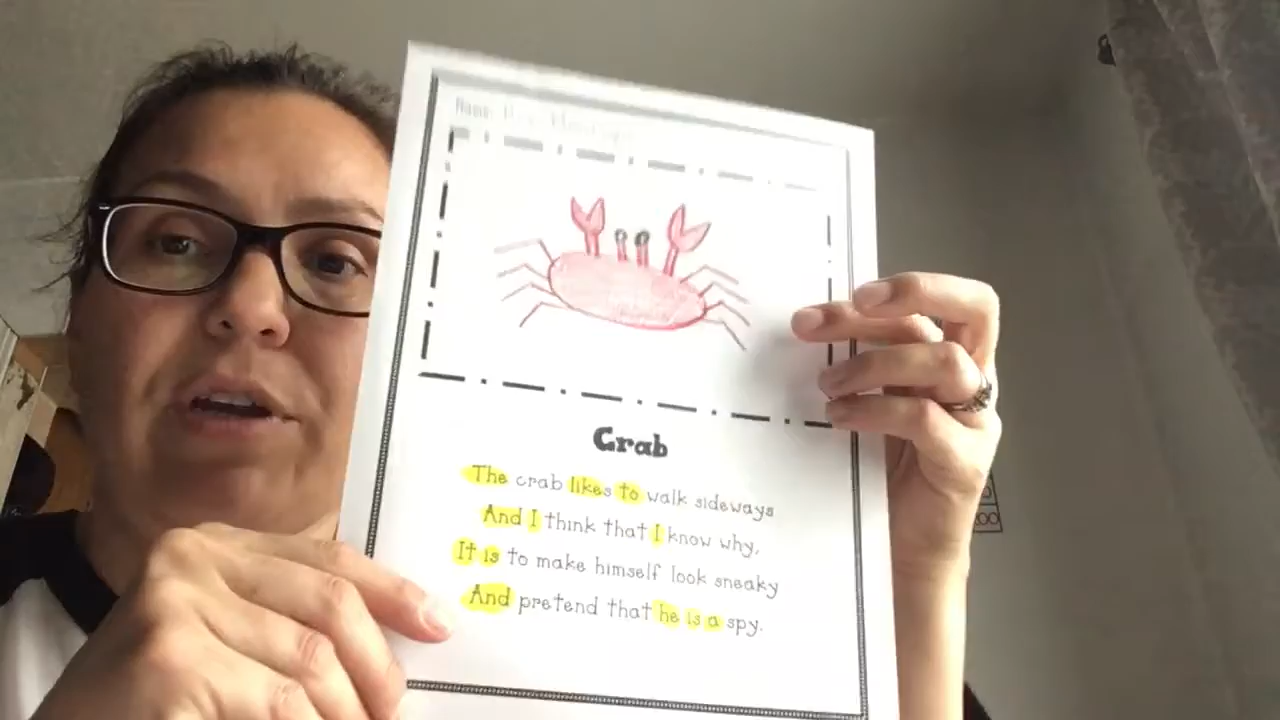 Name:
Crab
The crab likes to walk sideways
And I think that I know why,
It is to make himself look sneaky
And pretend that he is a spy.